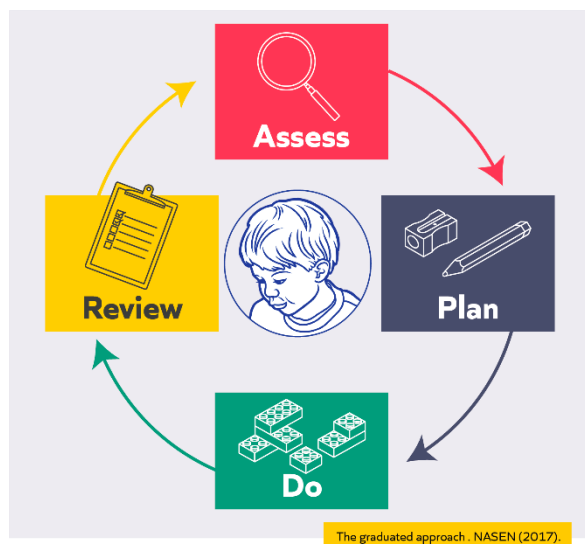 Assess
Review
Plan
Do
The graduated approach . NASEN (2017).